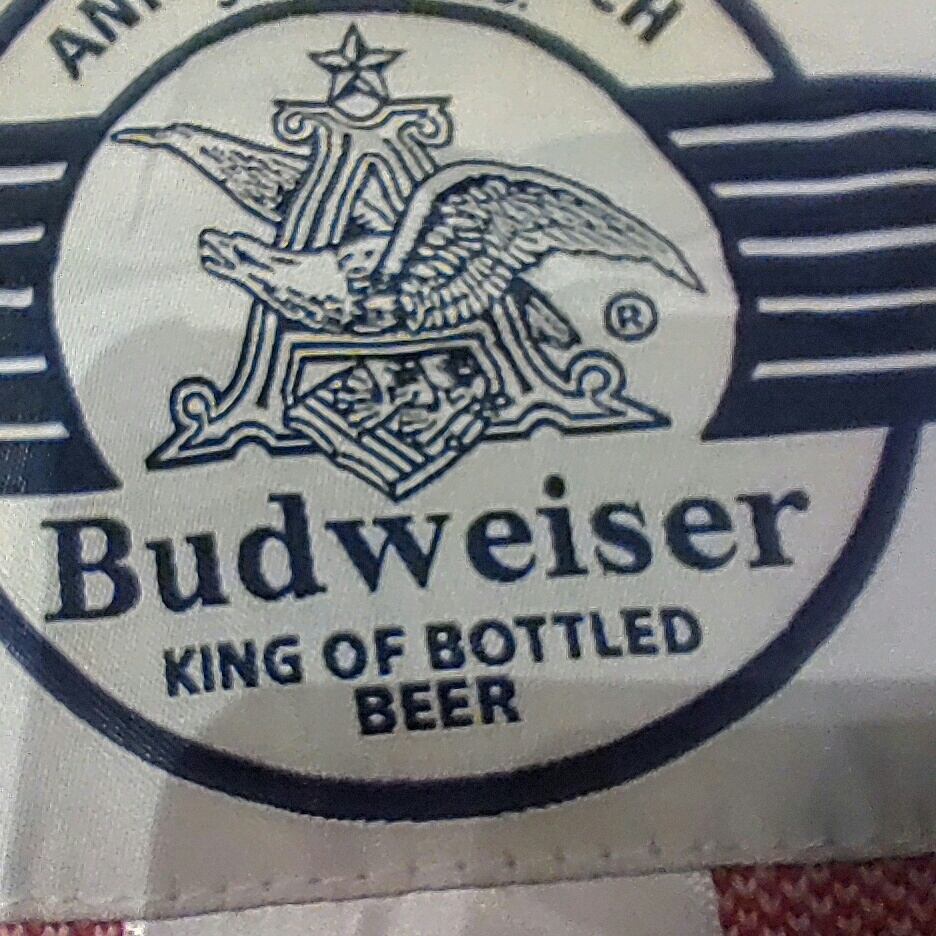 ®
Budweiser
KING OF BOTTLED
BEER